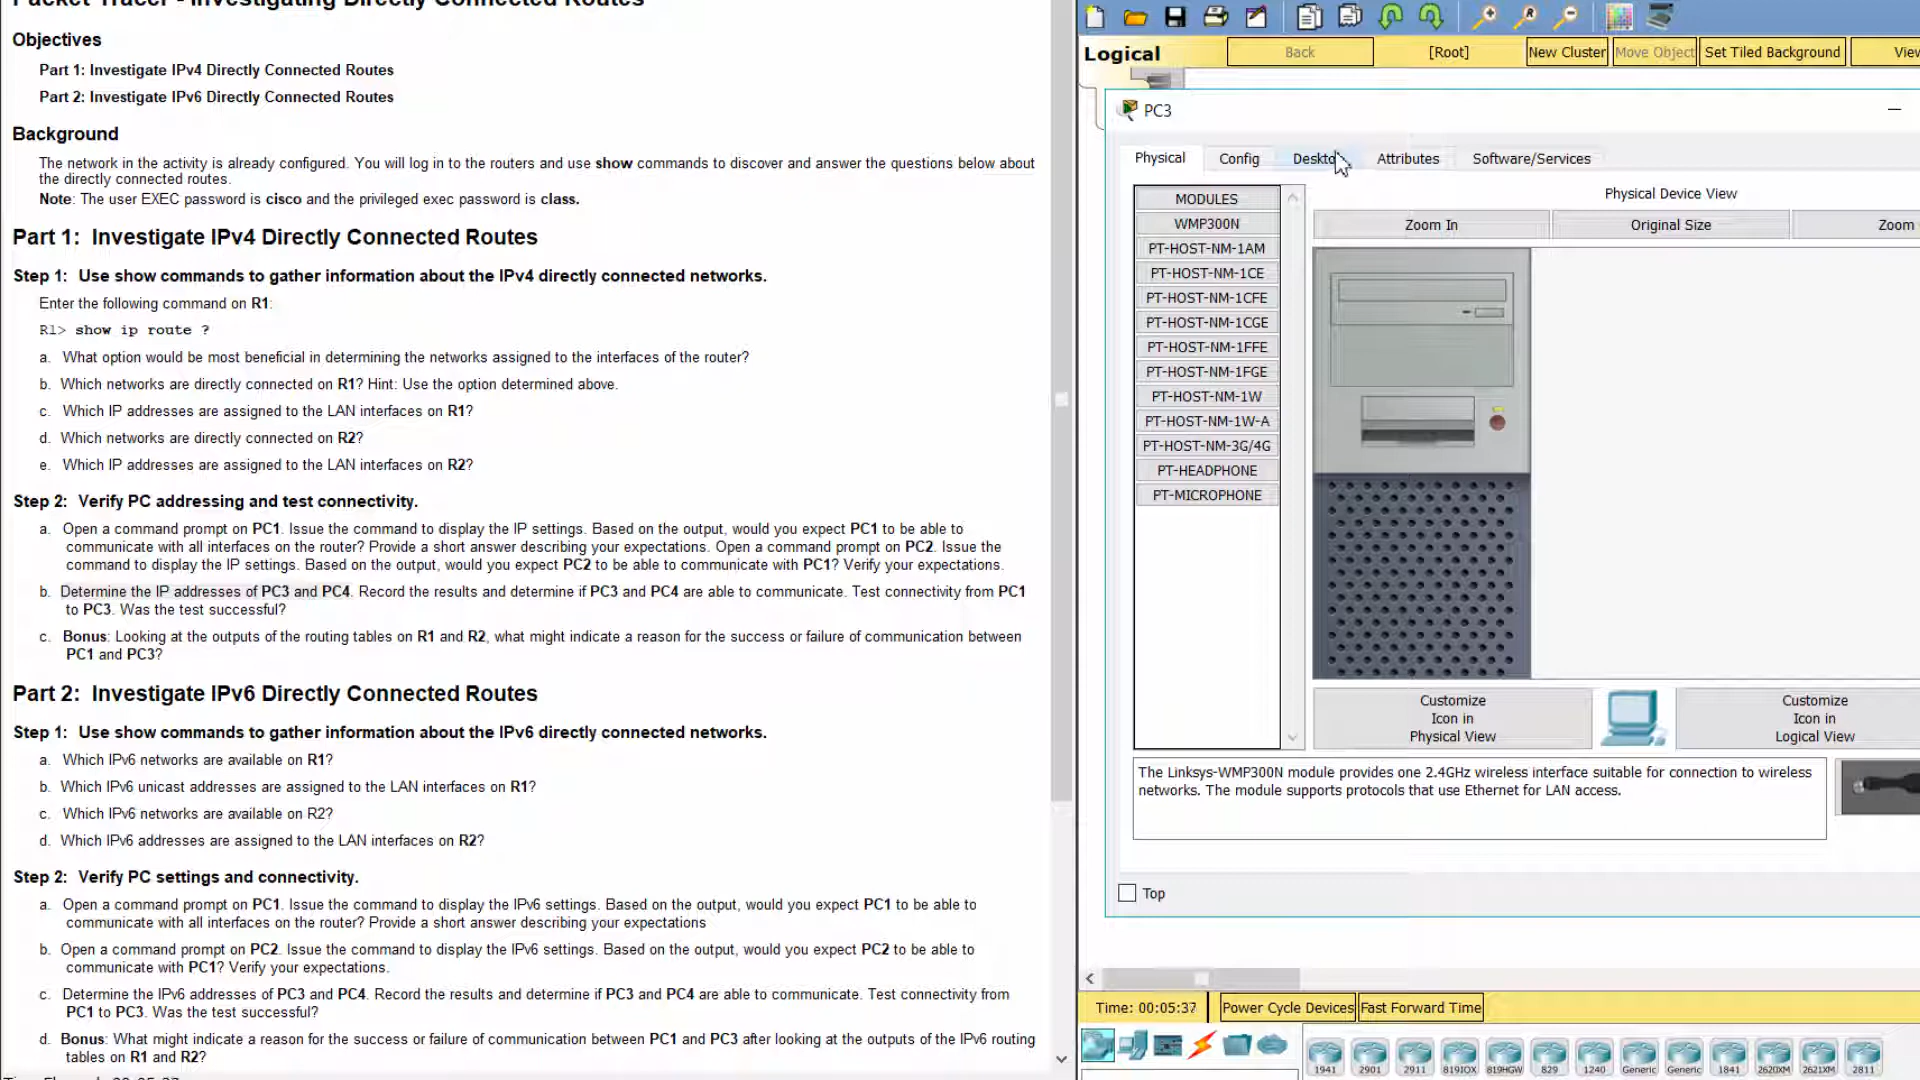 Packet Tracer - Investigating Directly Connected Routes
Objectives
Part 1: Investigate IPv4 Directly Connected Routes
Part 2: Investigate IPv6 Directly Connected Routes
Background
The network in the activity is already configured. You will log in to the routers and use show commands to discover and answer the questions below about
the directly connected routes.
Note: The user EXEC password is cisco and the privileged exec password is class.
Part 1: Investigate IPv4 Directly Connected Routes
Step 1: Use show commands to gather information about the IPv4 directly connected networks.
Enter the following command on R1:
R1> show ip route ?
a. What option would be most beneficial in determining the networks assigned to the interfaces of the router?
b. Which networks are directly connected on R1? Hint: Use the option determined above.
c. Which IP addresses are assigned to the LAN interfaces on R1?
d. Which networks are directly connected on R2?
e. Which IP addresses are assigned to the LAN interfaces on R2?
Step 2: Verify PC addressing and test connectivity.
a. Open a command prompt on PC1. Issue the command to display the IP settings. Based on the output, would you expect PC1 to be able to
communicate with all interfaces on the router? Provide a short answer describing your expectations. Open a command prompt on PC2. Issue the
command to display the IP settings. Based on the output, would you expect PC2 to be able to communicate with PC1? Verify your expectations.
b. Determine the IP addresses of PC3 and PC4. Record the results and determine if PC3 and PC4 are able to communicate. Test connectivity from PC1
to PC3. Was the test successful?
c. Bonus: Looking at the outputs of the routing tables on R1 and R2, what might indicate a reason for the success or failure of communication between
PC1 and PC3?
Part 2: Investigate IPv6 Directly Connected Routes
Step 1: Use show commands to gather information about the IPv6 directly connected networks.
a. Which IPv6 networks are available on R1?
b. Which IPv6 unicast addresses are assigned to the LAN interfaces on R1?
c. Which IPv6 networks are available on R2?
d. Which IPv6 addresses are assigned to the LAN interfaces on R2?
Step 2: Verify PC settings and connectivity.
a. Open a command prompt on PC1. Issue the command to display the IPv6 settings. Based on the output, would you expect PC1 to be able to
communicate with all interfaces on the router? Provide a short answer describing your expectations
b. Open a command prompt on PC2. Issue the command to display the IPv6 settings. Based on the output, would you expect PC2 to be able to
communicate with PC1? Verify your expectations.
c. Determine the IPv6 addresses of PC3 and PC4. Record the results and determine if PC3 and PC4 are able to communicate. Test connectivity from
PC1 to PC3. Was the test successful?
d. Bonus: What might indicate a reason for the success or failure of communication between PC1 and PC3 after looking at the outputs of the IPv6 routing
tables on R1 and R2?
Logical Back [Root] New Cluster Move Object Set Tiled Background View
PC3
Physical Config Desktop Attributes Software/Services
MODULES
WMP300N
PT-HOST-NM-1AM
PT-HOST-NM-1CE
PT-HOST-NM-1CFE
PT-HOST-NM-1CGE
PT-HOST-NM-1FFE
PT-HOST-NM-1FGE
PT-HOST-NM-1W
PT-HOST-NM-1W-A
PT-HOST-NM-3G/4G
PT-HEADPHONE
PT-MICROPHONE
Physical Device View
Zoom In Original Size Zoom
Customize
Icon in
Physical View
Customize
Icon in
Logical View
The Linksys-WMP300N module provides one 2.4GHz wireless interface suitable for connection to wireless
networks. The module supports protocols that use Ethernet for LAN access.
Top
Time: 00:05:37 Power Cycle Devices Fast Forward Time
1941 2901 2911 819IOX 819HGW 829 1240 Generic Generic 1841 2620XM 2621XM 2811